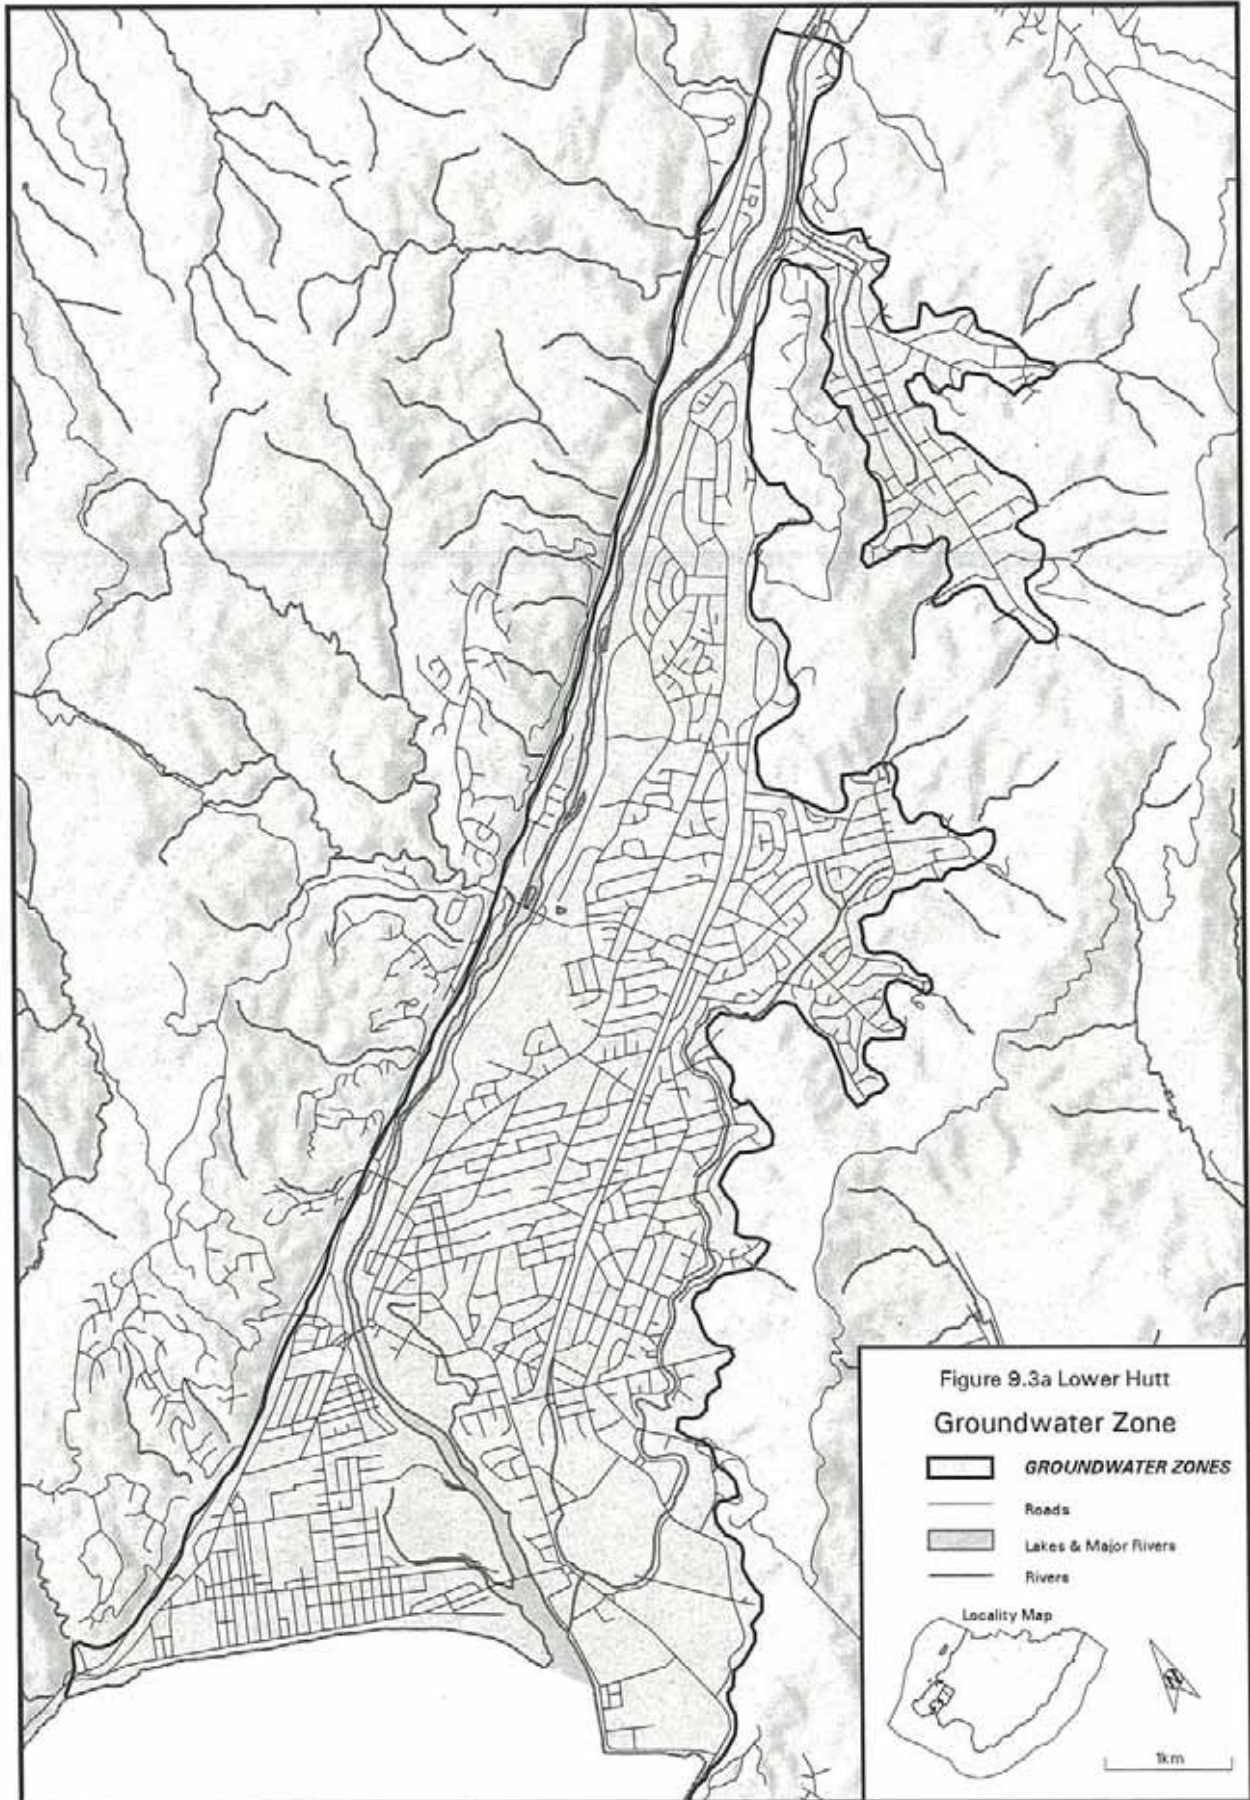 Figure 9.3a Lower Hutt
Groundwater Zone
GROUNDWATER ZONES
Roads
Lakes & Major Rivers
Rivers
Locality Map
N
1km